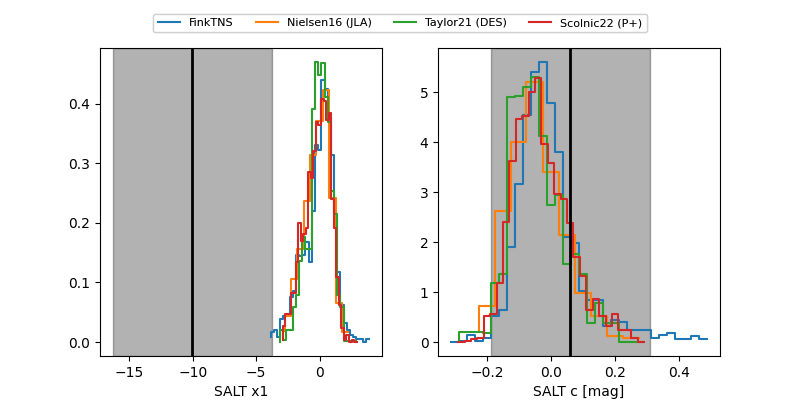 FinkTNS Nielsen16 (JLA) Taylor21 (DES) Scolnic22 (P+)
0.4
0.3
0.2
0.1
0.0
−15 −10 −5 0
SALT x1
5
4
3
2
1
0
−0.2 0.0 0.2 0.4
SALT c [mag]